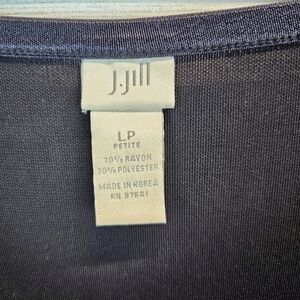 J.Jill
LP
PETITE
70% RAYON
30% POLYESTER
MADE IN KOREA
RN 97641